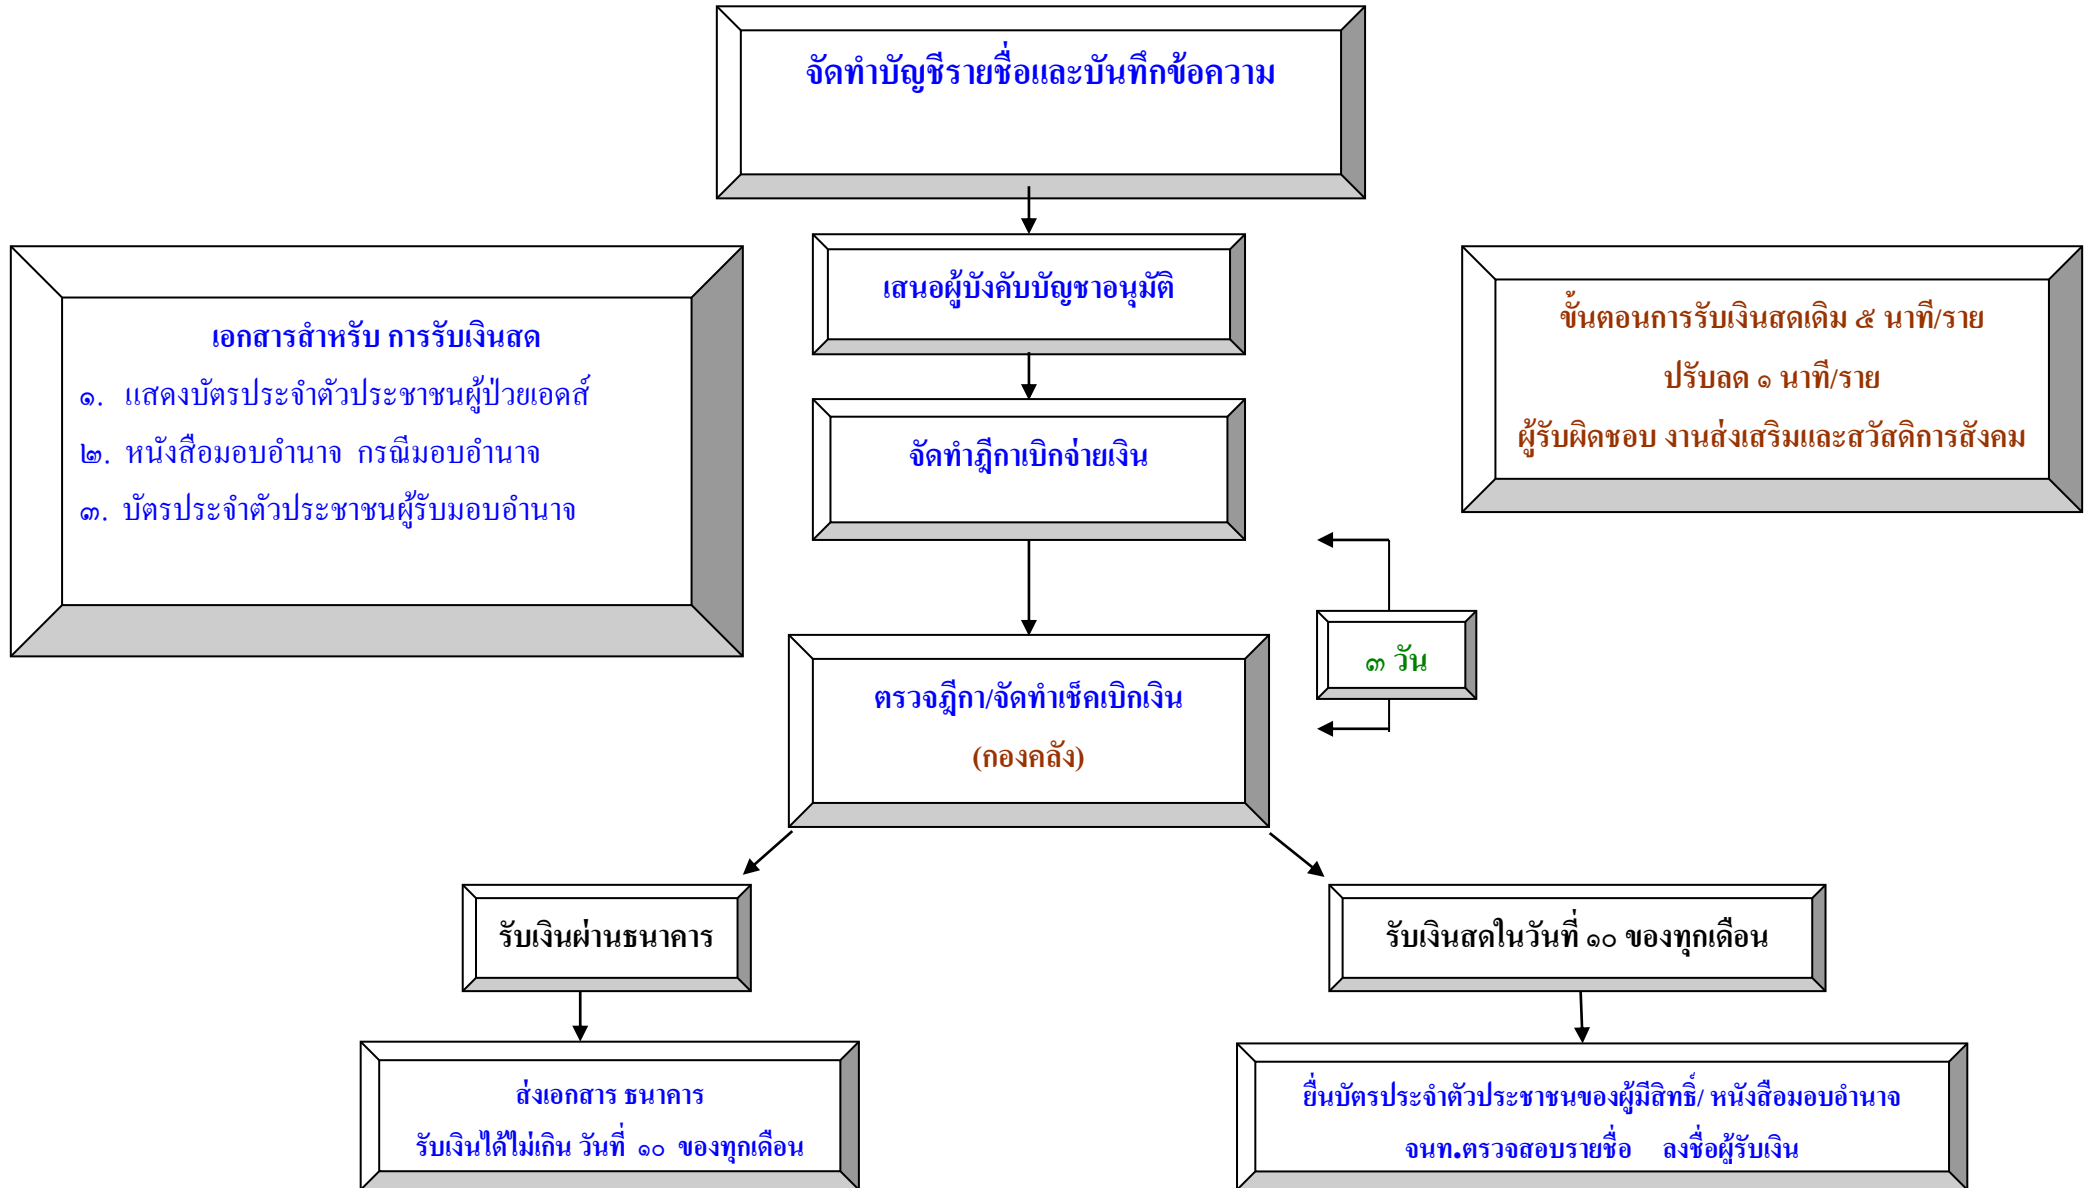 จัดทำบัญชีรายชื่อและบันทึกข้อความ
เสนอผู้บังคับบัญชาอนุมัติ
เอกสารสำหรับ การรับเงินสด
๑. แสดงบัตรประจำตัวประชาชนผู้ป่วยเอดส์
๒. หนังสือมอบอำนาจ กรณีมอบอำนาจ
๓. บัตรประจำตัวประชาชนผู้รับมอบอำนาจ
ขั้นตอนการรับเงินสดเดิม ๕ นาที/ราย
ปรับลด ๑ นาที/ราย
ผู้รับผิดชอบ งานส่งเสริมและสวัสดิการสังคม
จัดทำฎีกาเบิกจ่ายเงิน
๓ วัน
ตรวจฎีกา/จัดทำเช็คเบิกเงิน
(กองคลัง)
รับเงินผ่านธนาคาร
รับเงินสดในวันที่ ๑๐ ของทุกเดือน
ส่งเอกสาร ธนาคาร
รับเงินได้ไม่เกิน วันที่ ๑๐ ของทุกเดือน
ยื่นบัตรประจำตัวประชาชนของผู้มีสิทธิ์/ หนังสือมอบอำนาจ
จนท.ตรวจสอบรายชื่อ ลงชื่อผู้รับเงิน